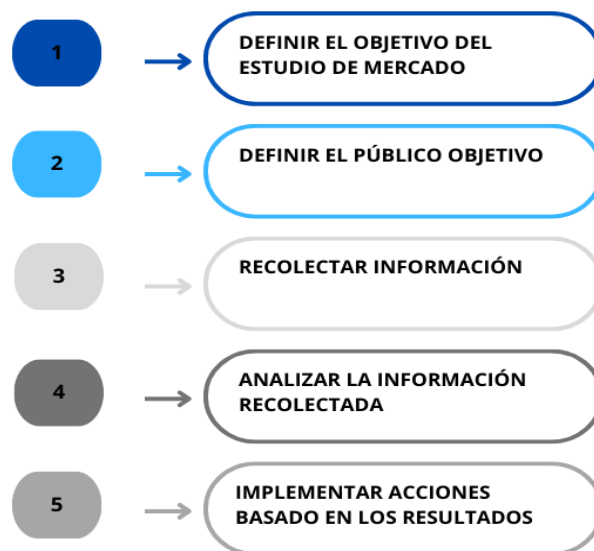 1
DEFINIR EL OBJETIVO DEL
ESTUDIO DE MERCADO
2
DEFINIR EL PÚBLICO OBJETIVO
3
RECOLECTAR INFORMACIÓN
4
ANALIZAR LA INFORMACIÓN
RECOLECTADA
5
IMPLEMENTAR ACCIONES
BASADO EN LOS RESULTADOS